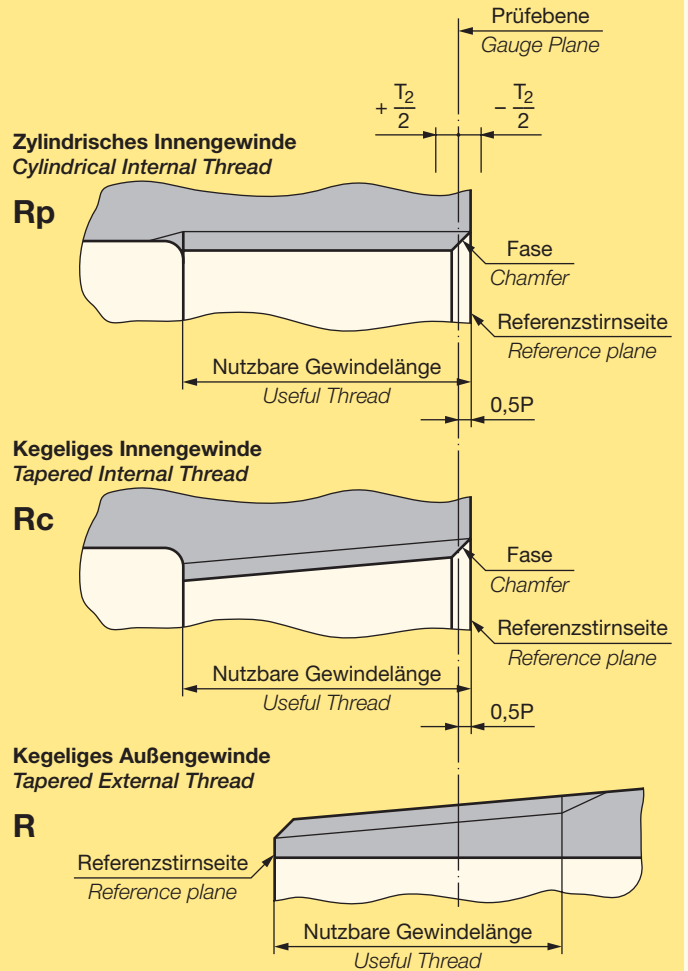 Prüfebene
Gauge Plane
+ T2/2
– T2/2
Zylindrisches Innengewinde
Cylindrical Internal Thread
Rp
Fase
Chamfer
Referenzstirnseite
Reference plane
Nutzbare Gewindelänge
Useful Thread
0,5P
Kegeliges Innengewinde
Tapered Internal Thread
Rc
Fase
Chamfer
Referenzstirnseite
Reference plane
Nutzbare Gewindelänge
Useful Thread
0,5P
Kegeliges Außengewinde
Tapered External Thread
R
Referenzstirnseite
Reference plane
Nutzbare Gewindelänge
Useful Thread